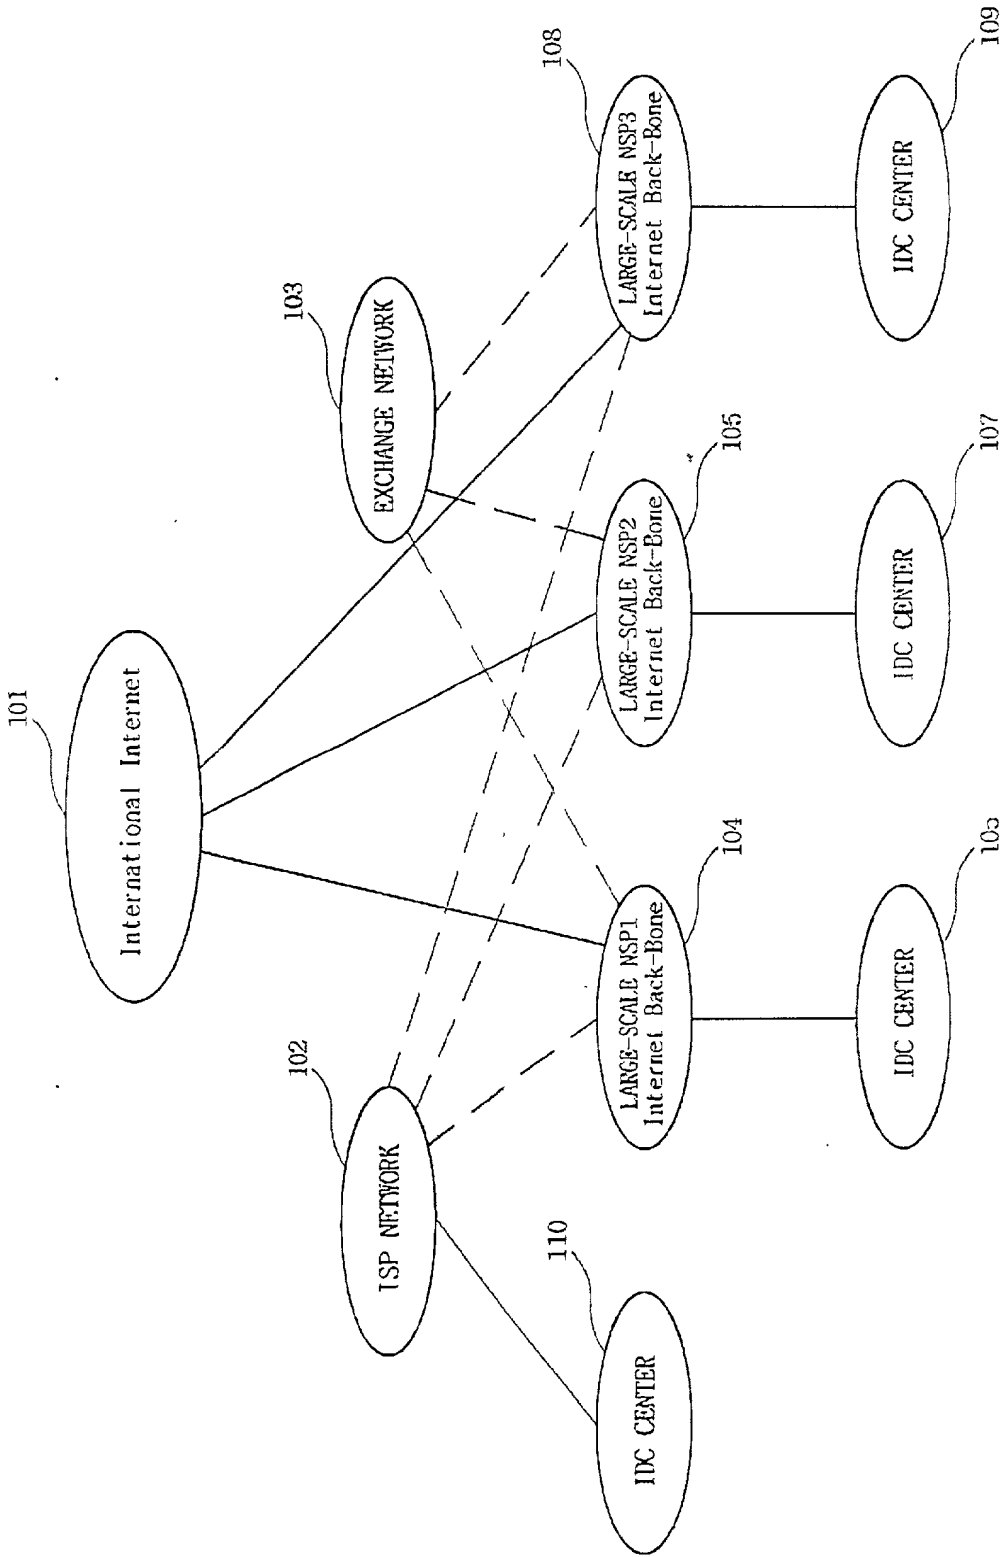 101
International Internet
102
ISP NETWORK
103
EXCHANGE NETWORK
110
IDC CENTER
104
LARGE-SCALE NSP1
Internet Back-Bone
105
LARGE-SCALE NSP2
Internet Back-Bone
108
LARGE-SCALE NSP3
Internet Back-Bone
IDC CENTER
107
IDC CENTER
109
IDC CENTER